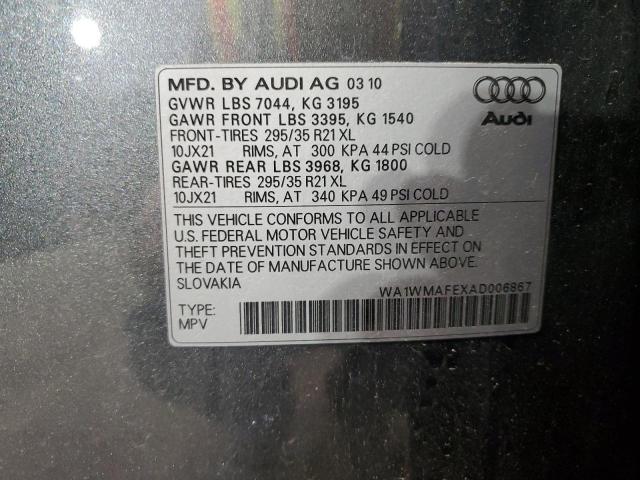 MFD. BY AUDI AG 03 10
GVWR LBS 7044, KG 3195
GAWR FRONT LBS 3395, KG 1540
FRONT-TIRES 295/35 R21 XL
10JX21 RIMS, AT 300 KPA 44 PSI COLD
GAWR REAR LBS 3968, KG 1800
REAR-TIRES 295/35 R21 XL
10JX21 RIMS, AT 340 KPA 49 PSI COLD
Audi
THIS VEHICLE CONFORMS TO ALL APPLICABLE
U.S. FEDERAL MOTOR VEHICLE SAFETY AND
THEFT PREVENTION STANDARDS IN EFFECT ON
THE DATE OF MANUFACTURE SHOWN ABOVE.
SLOVAKIA
WA1WMAFEXAD006867
TYPE:
MPV